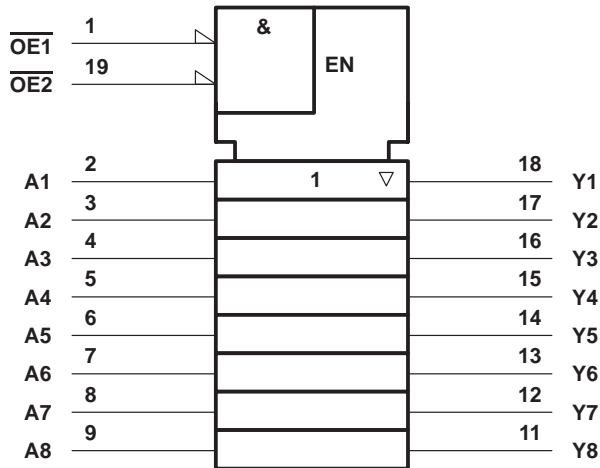 1 &
OE1
19 EN
OE2
2 18
A1 1 ▽ Y1
3 17
A2 Y2
4 16
A3 Y3
5 15
A4 Y4
6 14
A5 Y5
7 13
A6 Y6
8 12
A7 Y7
9 11
A8 Y8